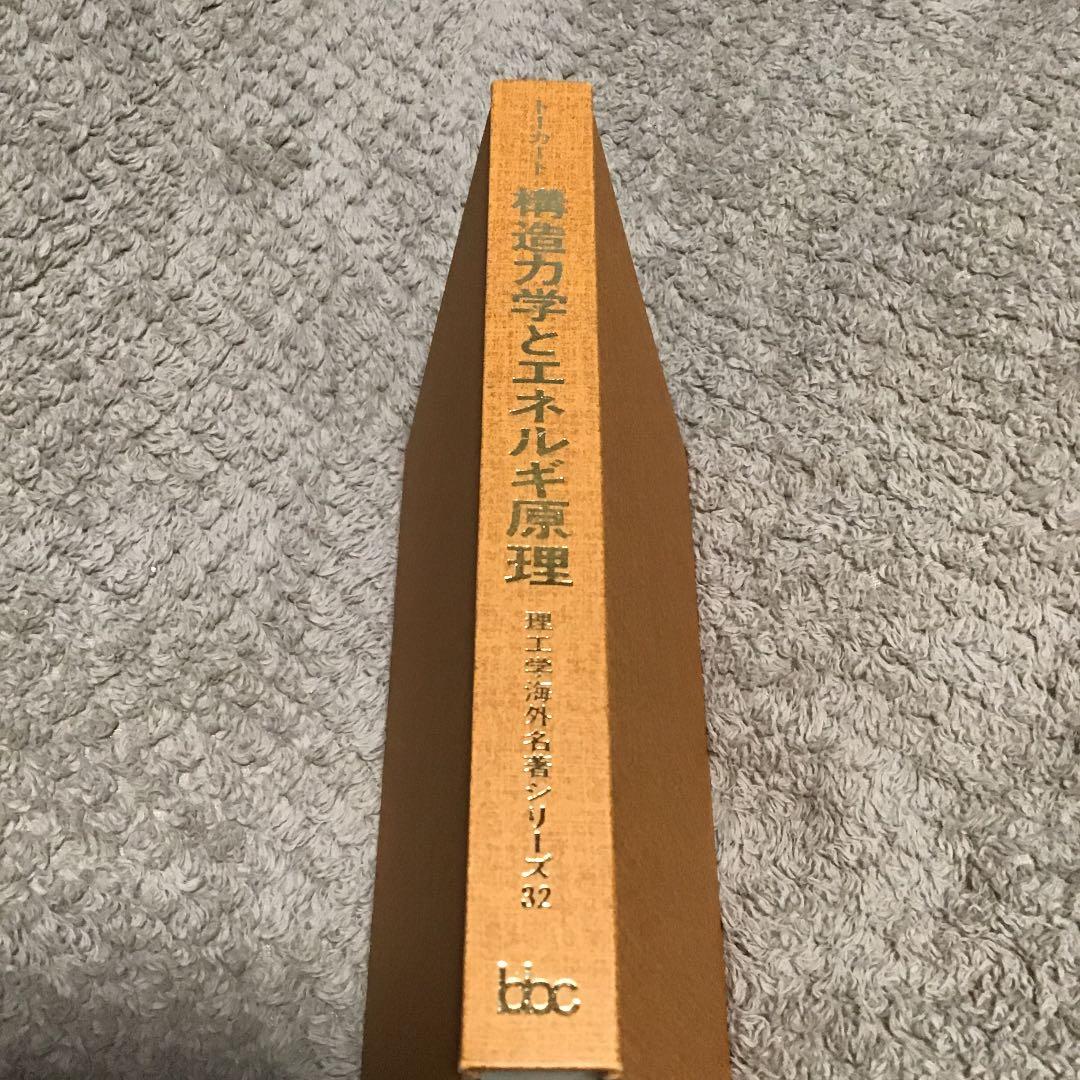 トーカート
構造力学とエネルギ原理
理工学海外名著シリーズ32
bbc